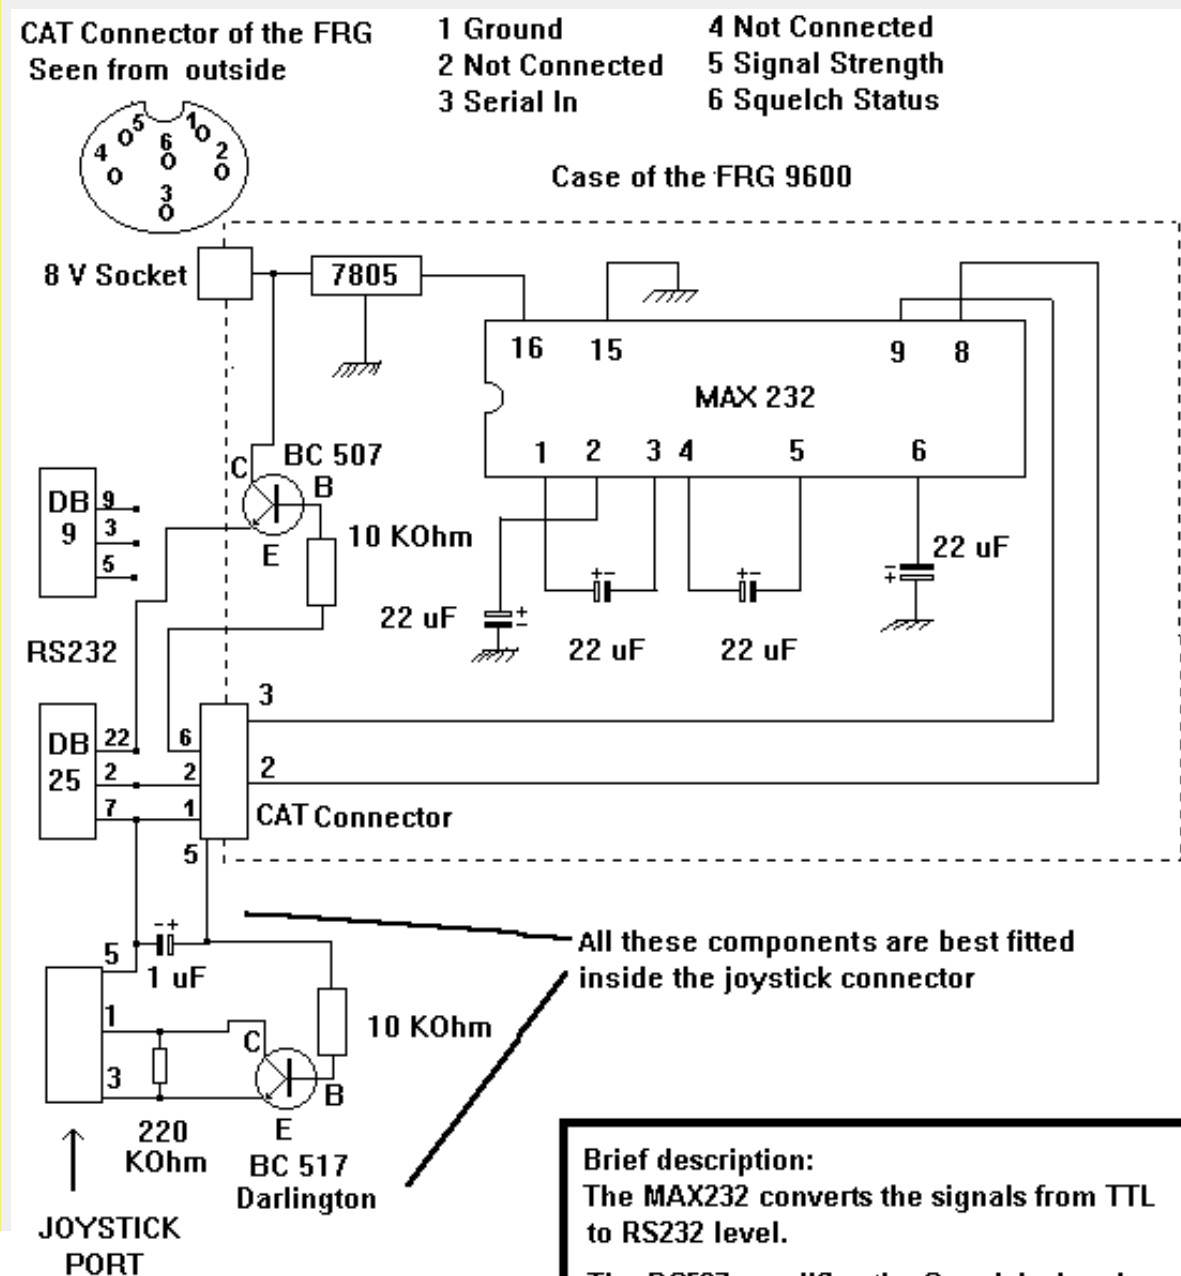 CAT Connector of the FRG
Seen from outside
1 Ground
2 Not Connected
3 Serial In
4 Not Connected
5 Signal Strength
6 Squelch Status
5
1
4
6
2
3
Case of the FRG 9600
8 V Socket
7805
16
15
9
8
MAX 232
1
2
3
4
5
6
C
BC 507
B
E
10 KOhm
DB
9
9
3
5
22 uF
+
-
+-
22 uF
+-
22 uF
-
+
22 uF
RS232
DB
25
22
2
7
6
2
1
3
2
CAT Connector
5
-+
1 uF
5
1
3
10 KOhm
C
B
E
220
KOhm
BC 517
Darlington
JOYSTICK
PORT
All these components are best fitted
inside the joystick connector
Brief description:
The MAX232 converts the signals from TTL
to RS232 level.